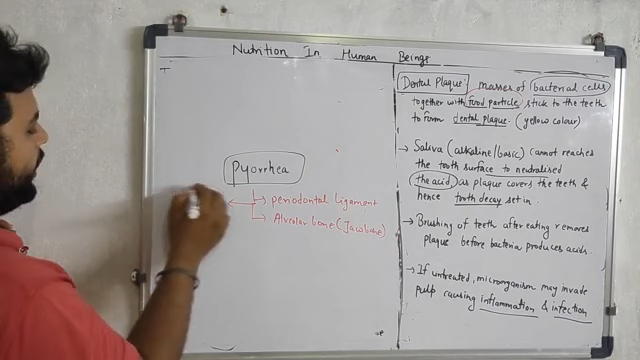 Nutrition In Human Beings
Pyorrhea
→ periodontal ligament
→ Alveolar bone (Jawbone)
Dental Plaque: masses of bacterial cells
together with food particle stick to the teeth
to form dental plaque. (yellow colour)
→ Saliva (alkaline/basic) cannot reaches
the tooth surface to neutralised
the acid as plaque covers the teeth &
hence tooth decay set in.
→ Brushing of teeth after eating removes
plaque before bacteria produces acids.
→ If untreated, microorganism may invade
pulp causing inflammation & infection